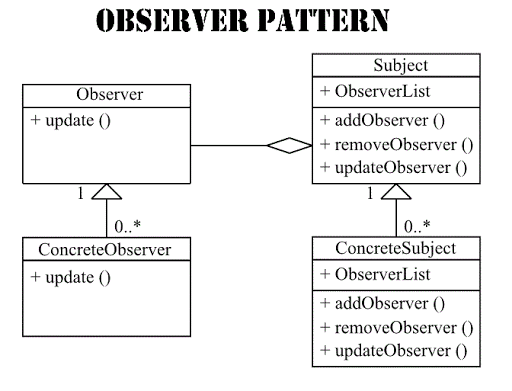 OBSERVER PATTERN
Observer
+ update ()
1
0..*
ConcreteObserver
+ update ()
Subject
+ ObserverList
+ addObserver ()
+ removeObserver ()
+ updateObserver ()
1
0..*
ConcreteSubject
+ ObserverList
+ addObserver ()
+ removeObserver ()
+ updateObserver ()